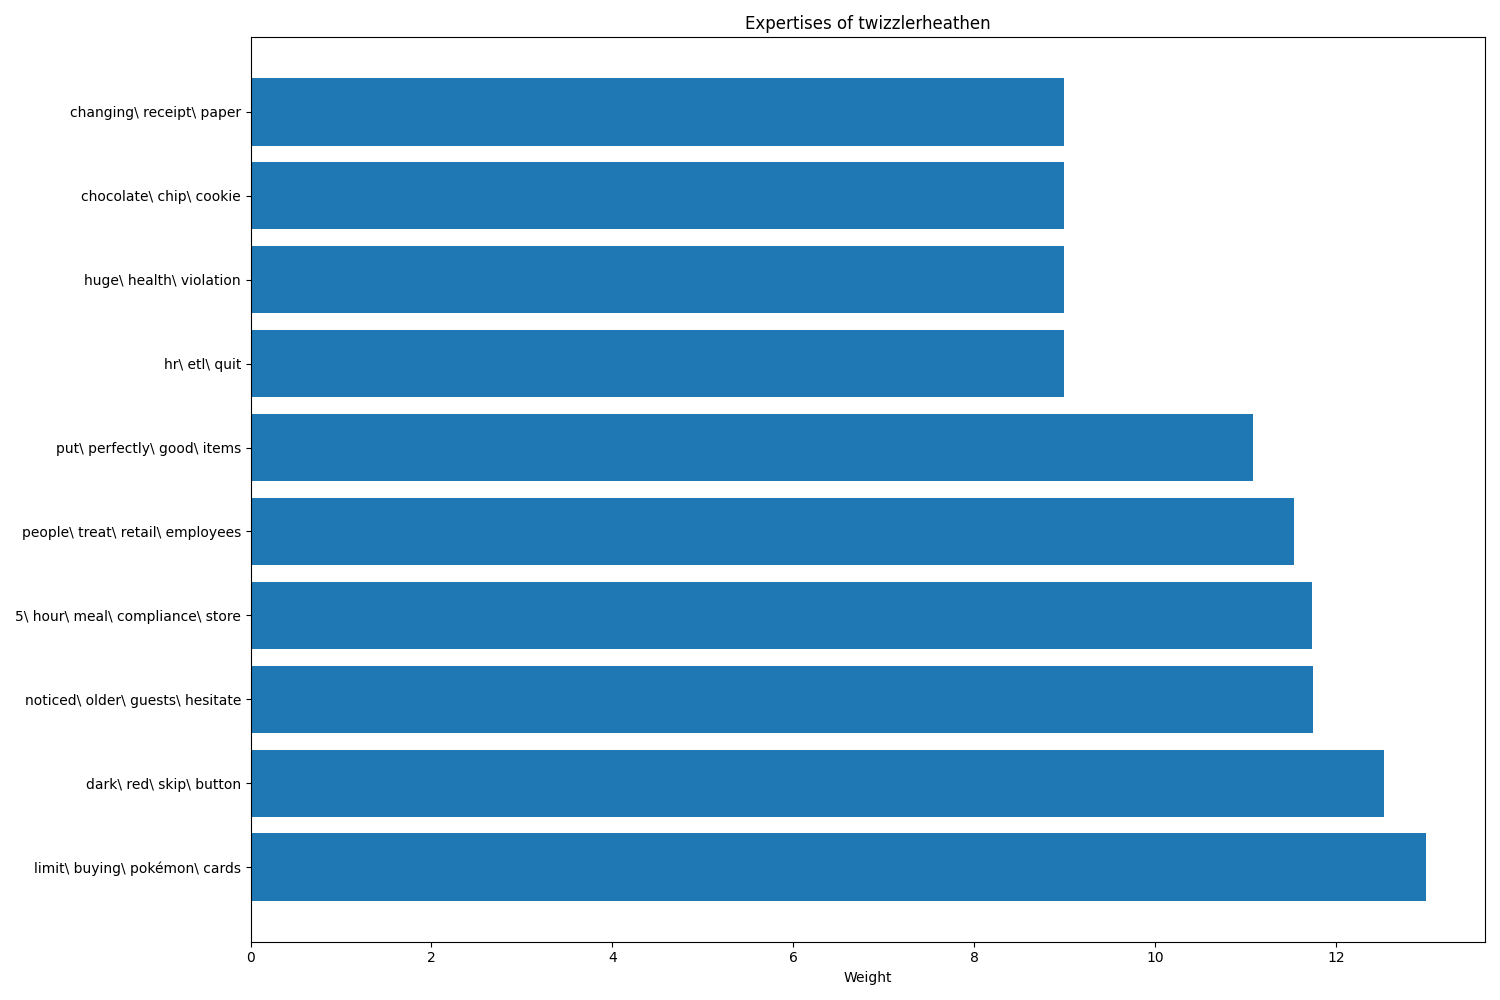 Expertises of twizzlerheathen
changing\ receipt\ paper
chocolate\ chip\ cookie
huge\ health\ violation
hr\ etl\ quit
put\ perfectly\ good\ items
people\ treat\ retail\ employees
5\ hour\ meal\ compliance\ store
noticed\ older\ guests\ hesitate
dark\ red\ skip\ button
limit\ buying\ pokémon\ cards
0 2 4 6 8 10 12
Weight